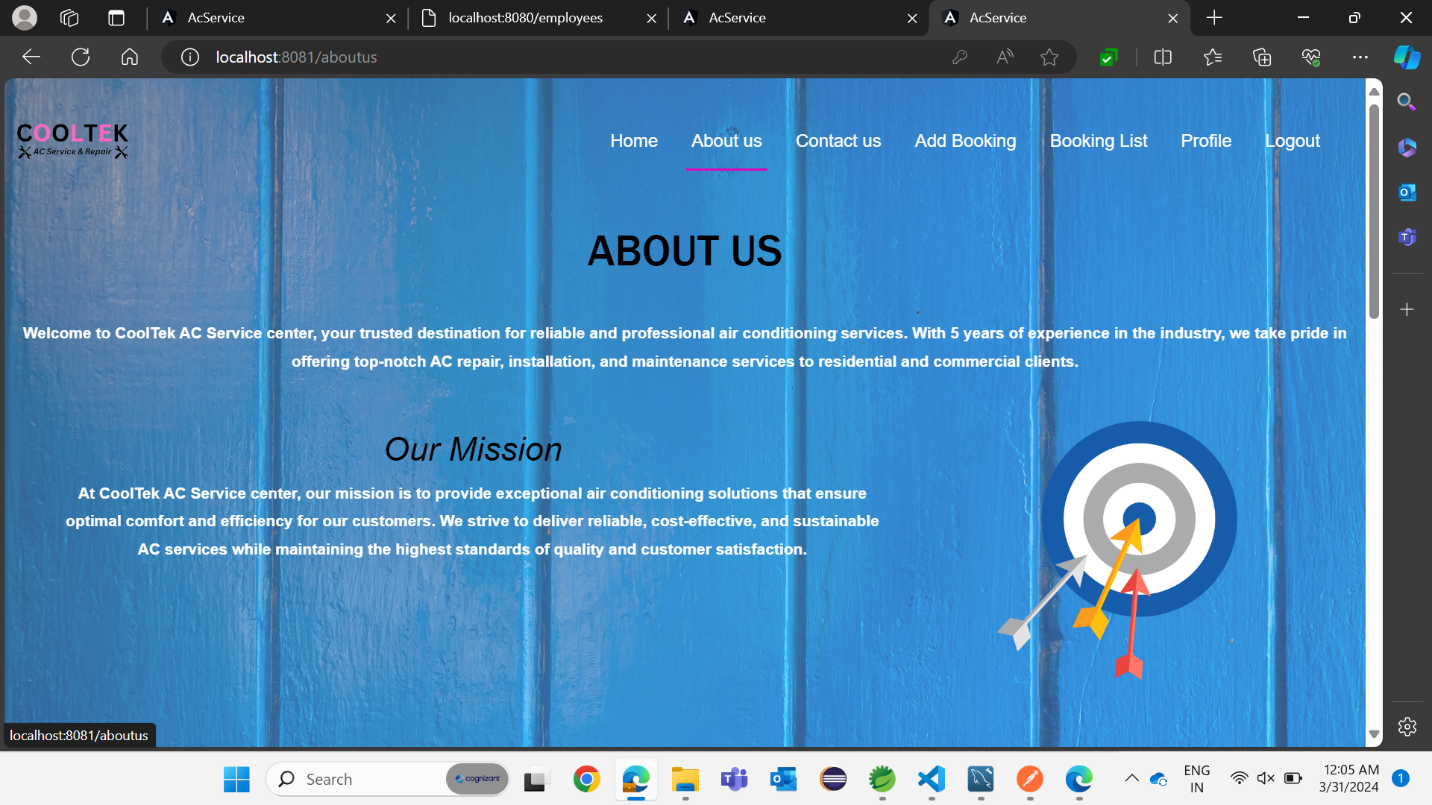 AcService
localhost:8080/employees
AcService
AcService
localhost:8081/aboutus
COOLTEK
AC Service & Repair
Home
About us
Contact us
Add Booking
Booking List
Profile
Logout
ABOUT US
Welcome to CoolTek AC Service center, your trusted destination for reliable and professional air conditioning services. With 5 years of experience in the industry, we take pride in
offering top-notch AC repair, installation, and maintenance services to residential and commercial clients.
Our Mission
At CoolTek AC Service center, our mission is to provide exceptional air conditioning solutions that ensure
optimal comfort and efficiency for our customers. We strive to deliver reliable, cost-effective, and sustainable
AC services while maintaining the highest standards of quality and customer satisfaction.
localhost:8081/aboutus
Search
cognizant
ENG
IN
12:05 AM
3/31/2024
1